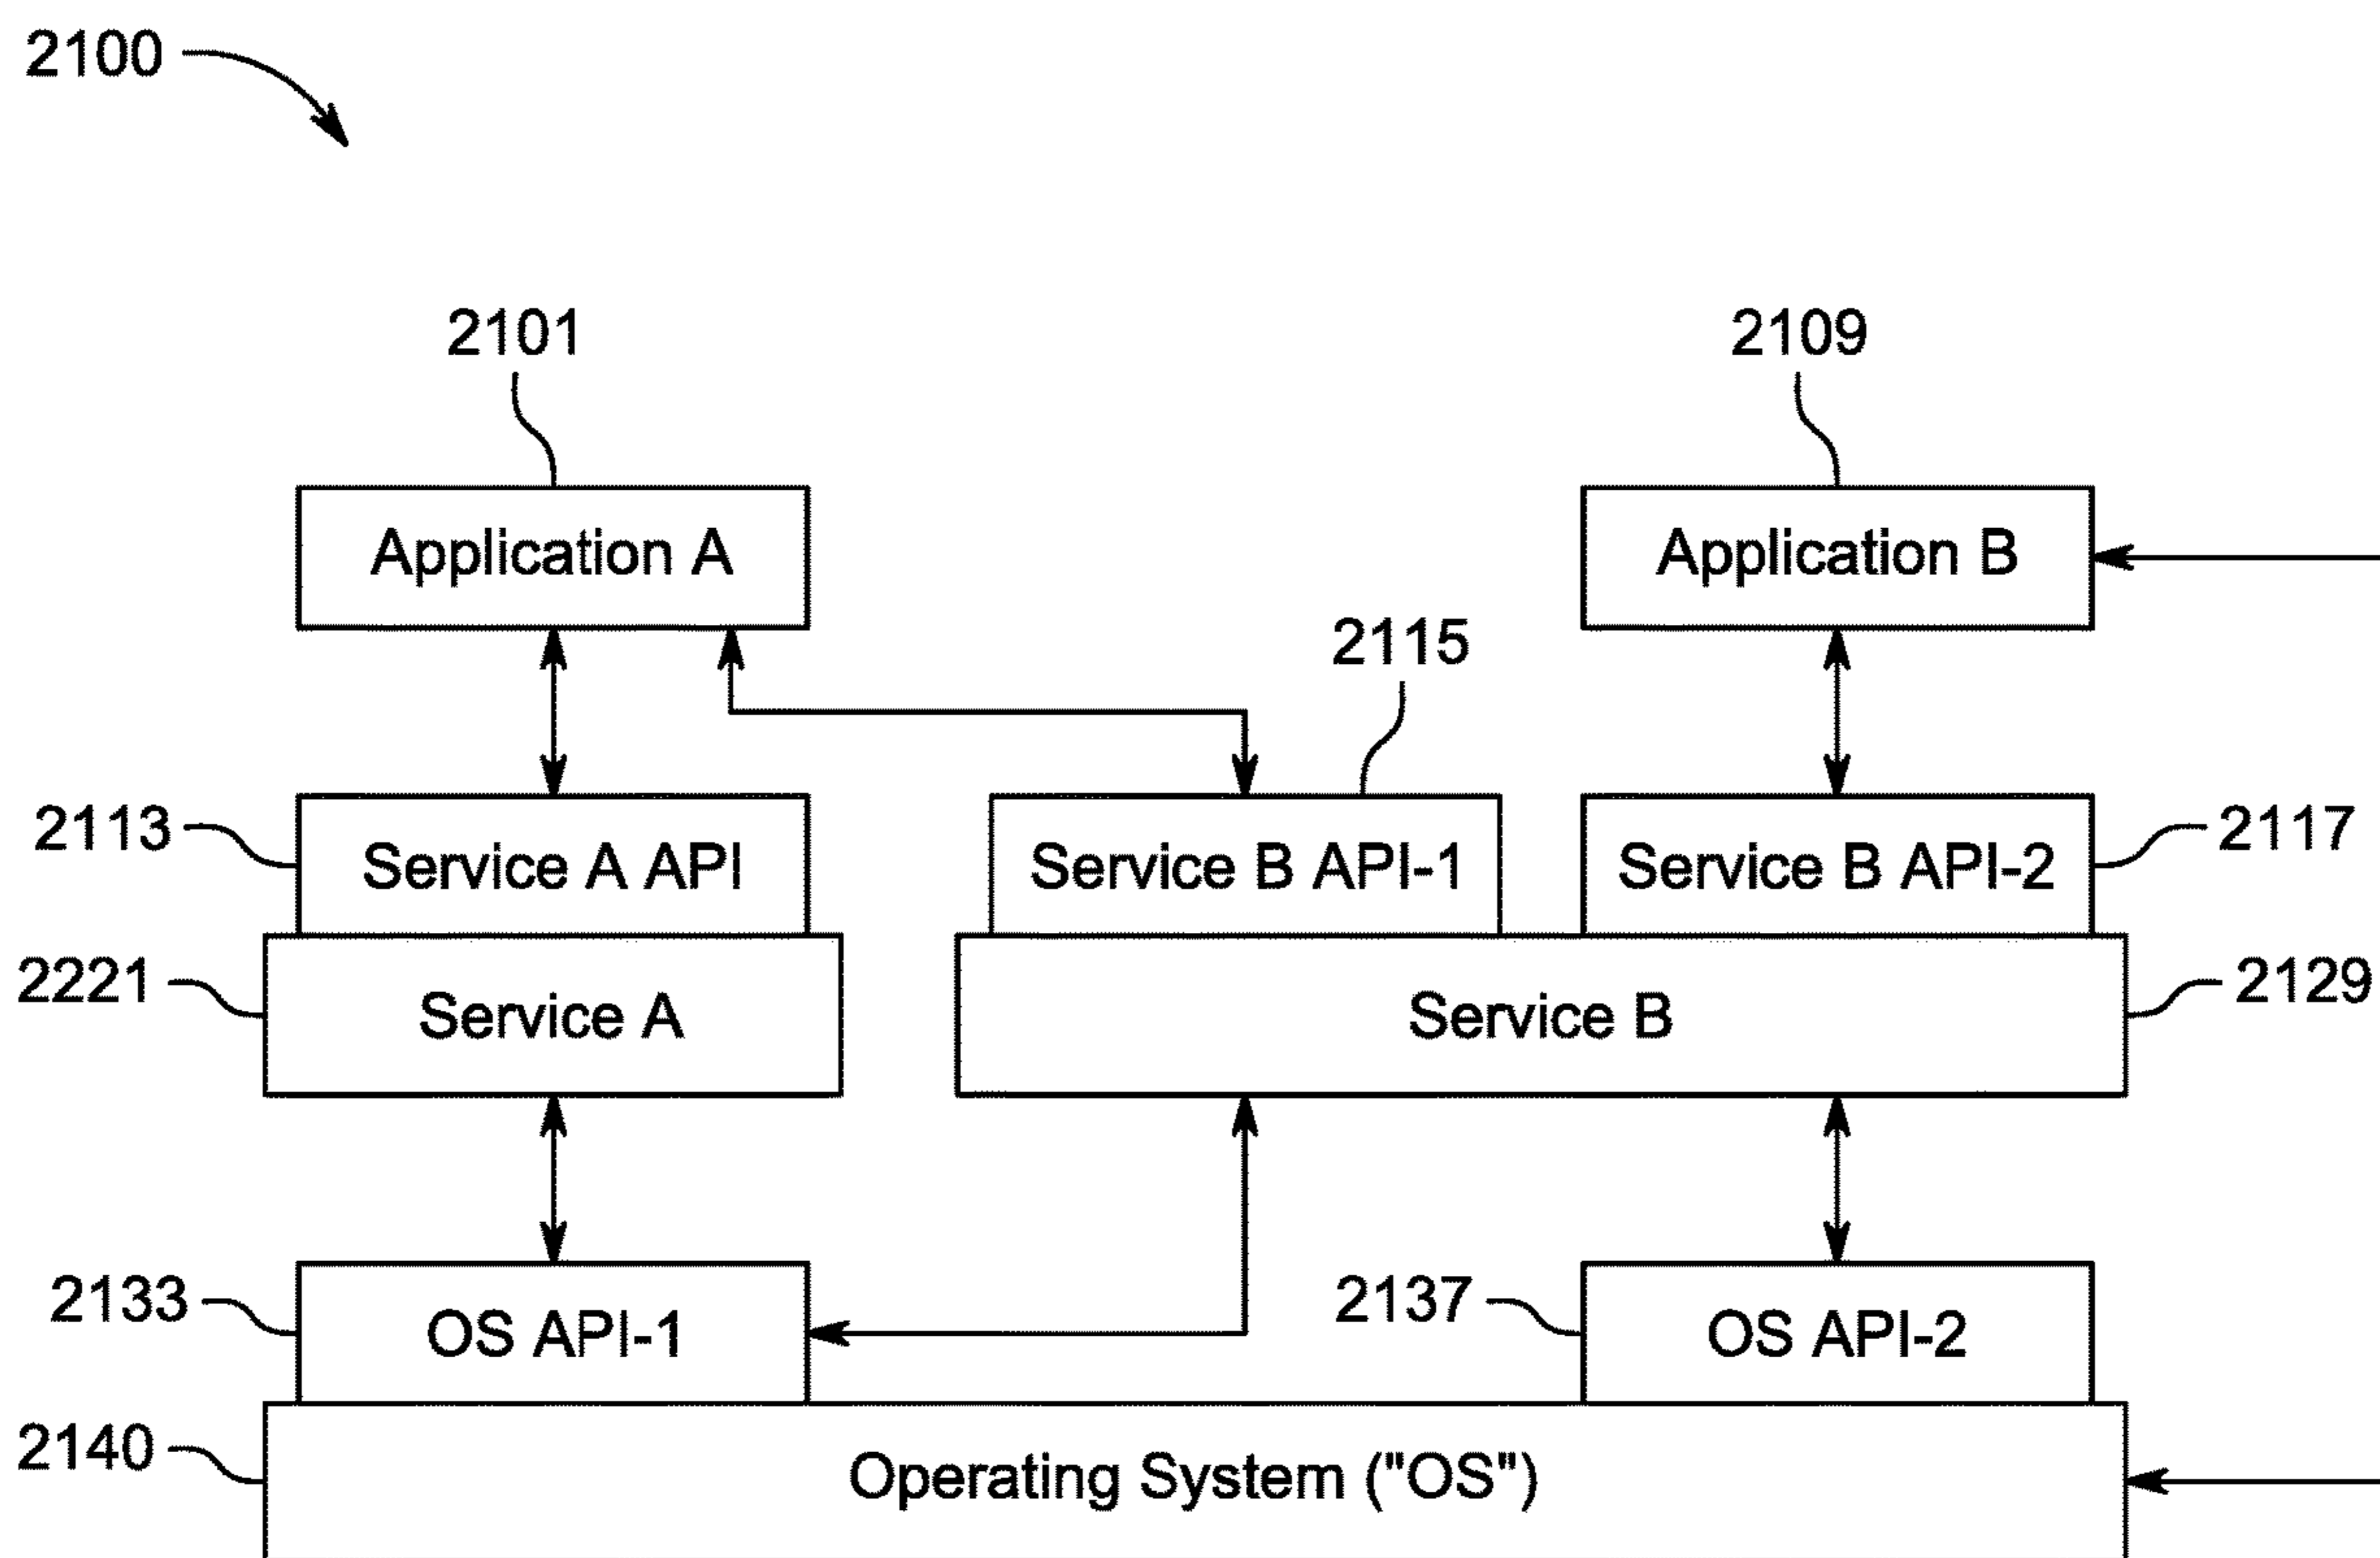 2100
2101
2109
Application A
Application B
2115
2113
Service A API
Service B API-1
Service B API-2
2117
2221
Service A
Service B
2129
2133
OS API-1
2137
OS API-2
2140
Operating System ("OS")